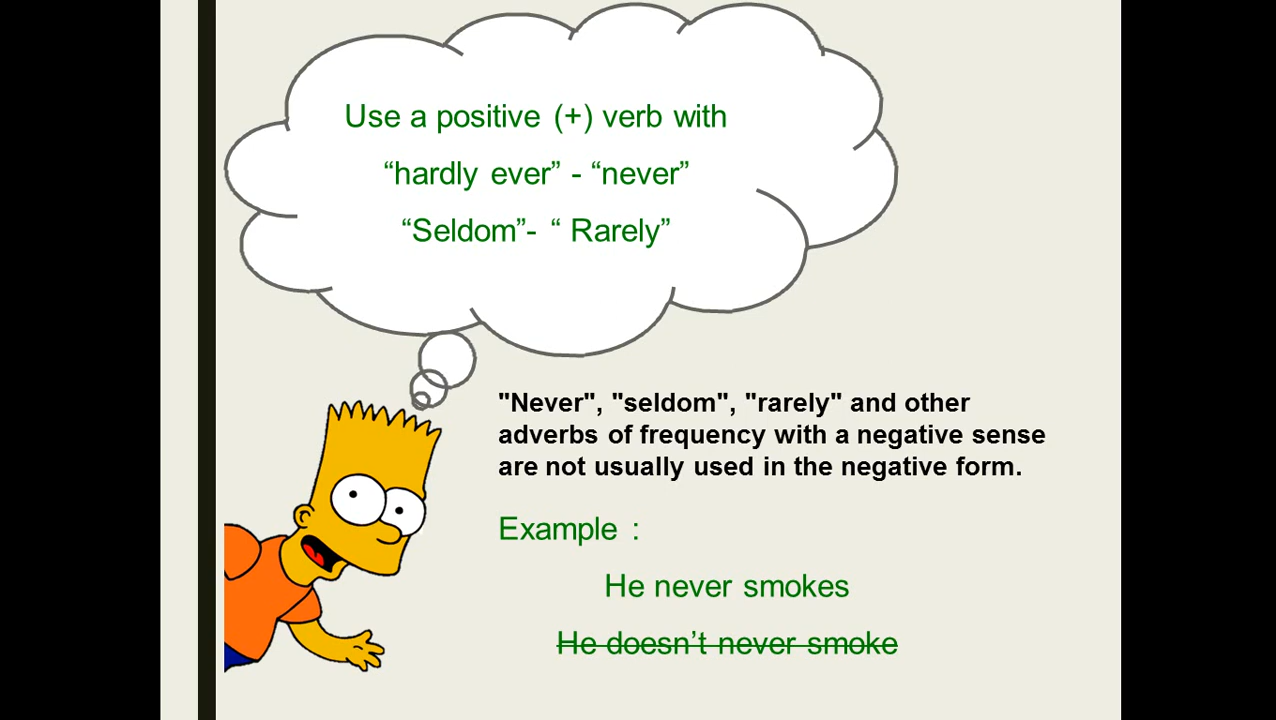 Use a positive (+) verb with
“hardly ever” - “never”
“Seldom”- “ Rarely”
"Never", "seldom", "rarely" and other
adverbs of frequency with a negative sense
are not usually used in the negative form.
Example :
He never smokes
He doesn’t never smoke